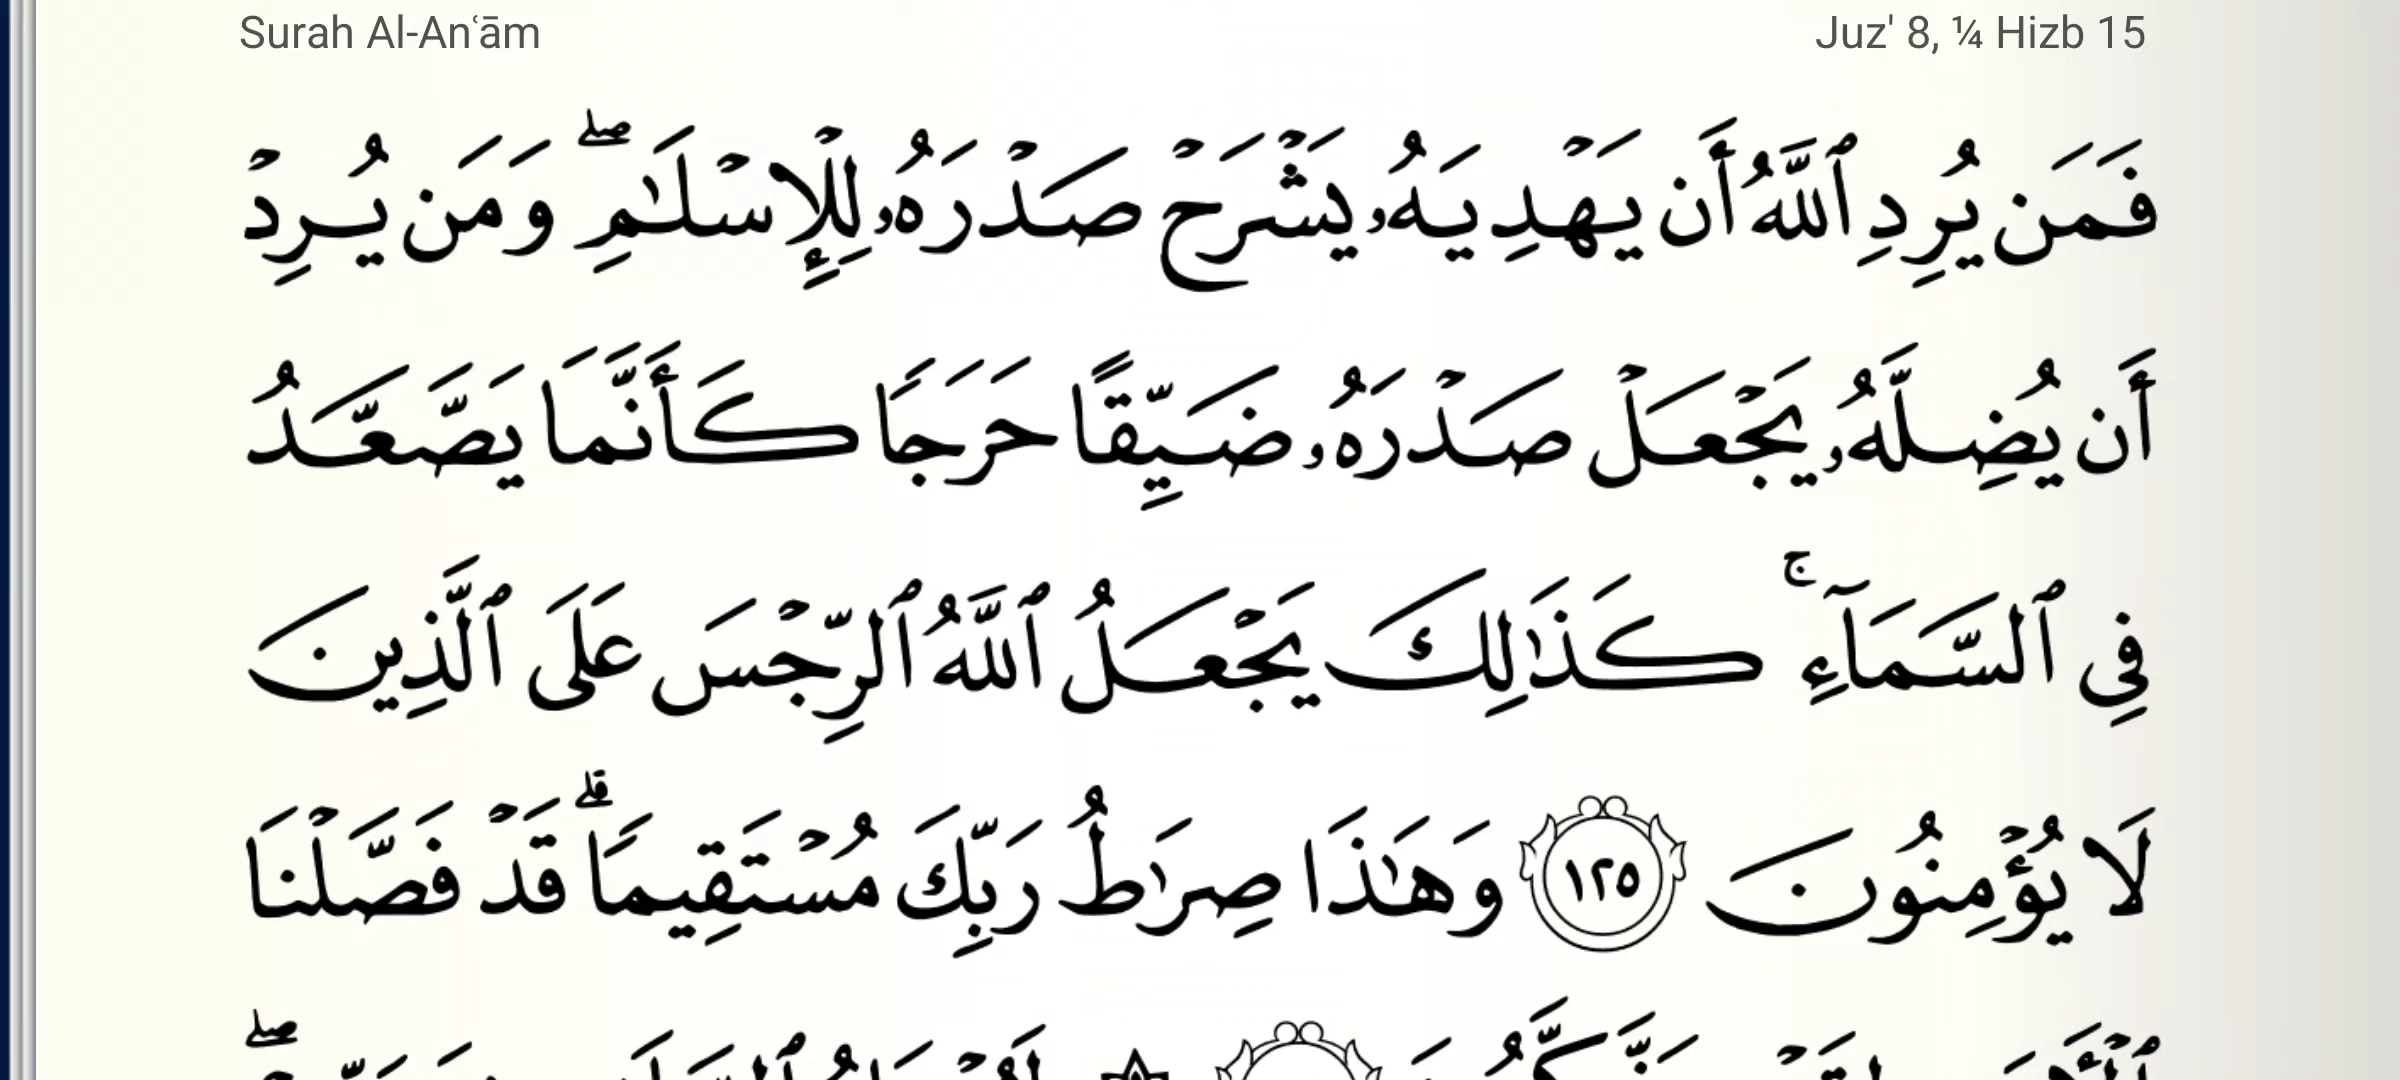 Surah Al-Anʿām Juz' 8, ¼ Hizb 15
فَمَن يُرِدِ ٱللَّهُ أَن يَهْدِيَهُۥ يَشْرَحْ صَدْرَهُۥ لِلْإِسْلَٰمِ ۖ وَمَن يُرِدْ
أَن يُضِلَّهُۥ يَجْعَلْ صَدْرَهُۥ ضَيِّقًا حَرَجًا كَأَنَّمَا يَصَّعَّدُ
فِى ٱلسَّمَآءِ ۚ كَذَٰلِكَ يَجْعَلُ ٱللَّهُ ٱلرِّجْسَ عَلَى ٱلَّذِينَ
لَا يُؤْمِنُونَ ١٢٥ وَهَٰذَا صِرَٰطُ رَبِّكَ مُسْتَقِيمًا ۗ قَدْ فَصَّلْنَا